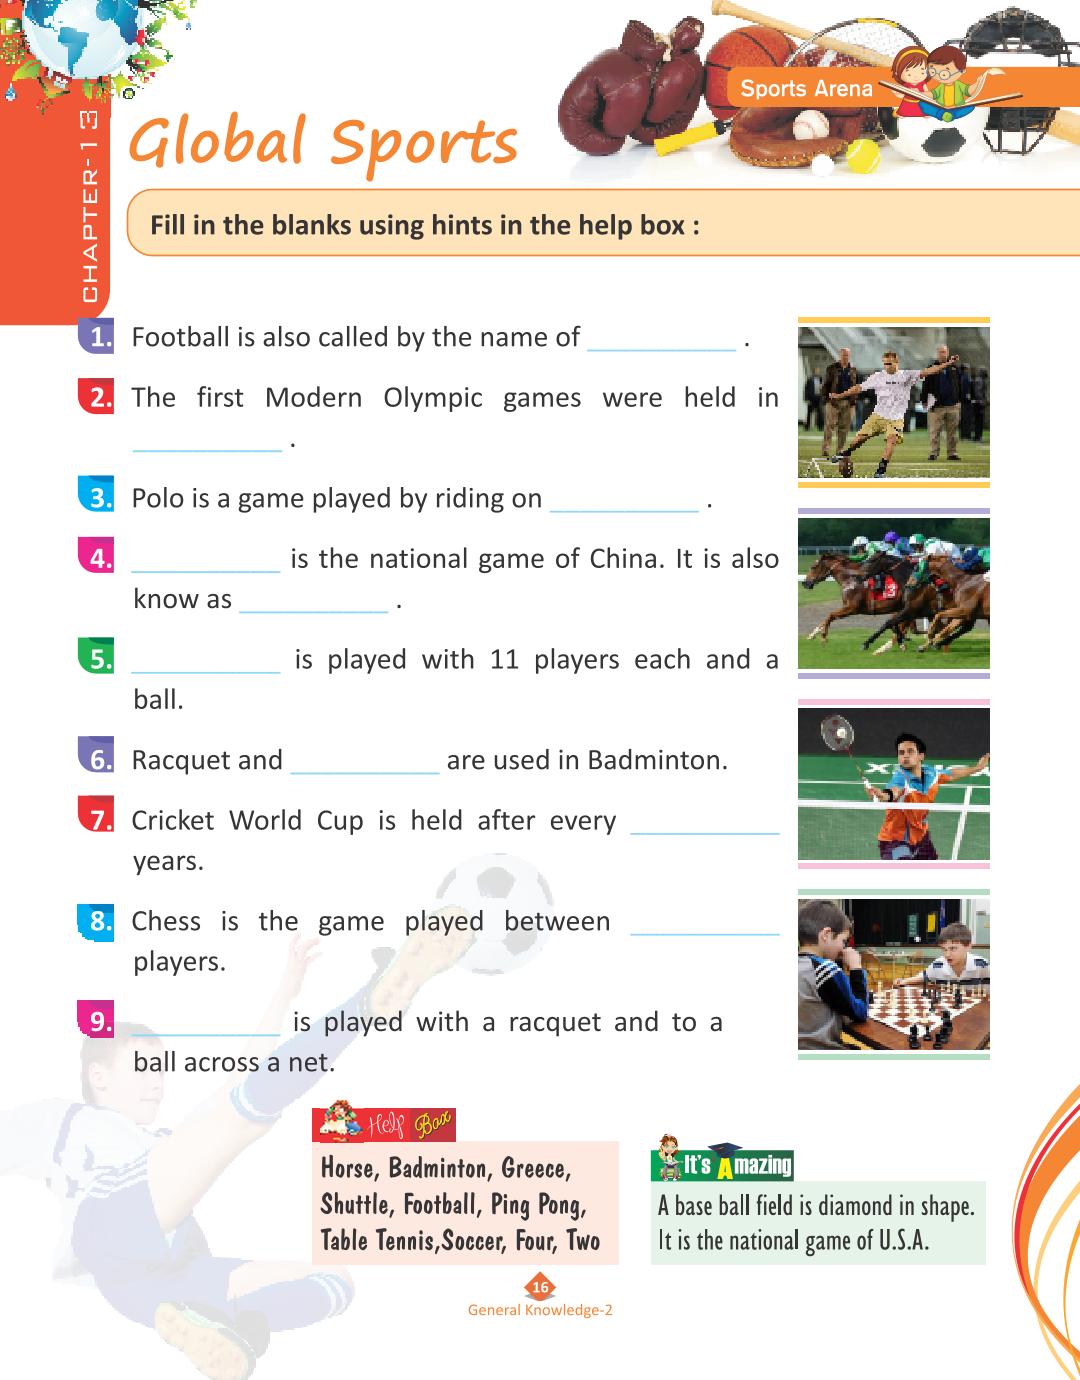 Sports Arena
CHAPTER-13
Global Sports
Fill in the blanks using hints in the help box :
1. Football is also called by the name of __________ .
2. The first Modern Olympic games were held in
__________ .
3. Polo is a game played by riding on __________ .
4. __________ is the national game of China. It is also
know as __________ .
5. __________ is played with 11 players each and a
ball.
6. Racquet and __________ are used in Badminton.
7. Cricket World Cup is held after every __________
years.
8. Chess is the game played between __________
players.
9. __________ is played with a racquet and to a
ball across a net.
Help Box
Horse, Badminton, Greece,
Shuttle, Football, Ping Pong,
Table Tennis,Soccer, Four, Two
It's Amazing
A base ball field is diamond in shape.
It is the national game of U.S.A.
16
General Knowledge-2